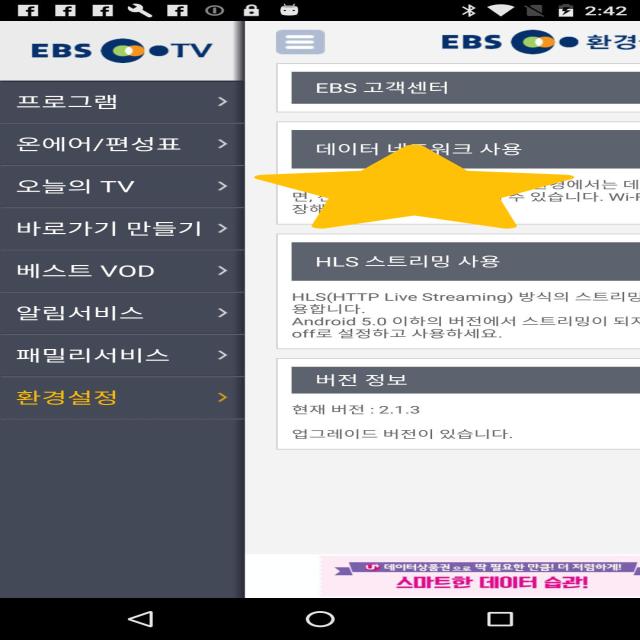 2:42
EBS TV
프로그램
온에어/편성표
오늘의 TV
바로가기 만들기
베스트 VOD
알림서비스
패밀리서비스
환경설정
EBS 환경
EBS 고객센터
데이터 네트워크 사용
에서는 데
면, 수 있습니다. Wi-F
장해
HLS 스트리밍 사용
HLS(HTTP Live Streaming) 방식의 스트리밍
용합니다.
Android 5.0 이하의 버전에서 스트리밍이 되지
off로 설정하고 사용하세요.
버전 정보
현재 버전 : 2.1.3
업그레이드 버전이 있습니다.
데이터상품권으로 딱 필요한 만큼! 더 저렴하게!
스마트한 데이터 습관!